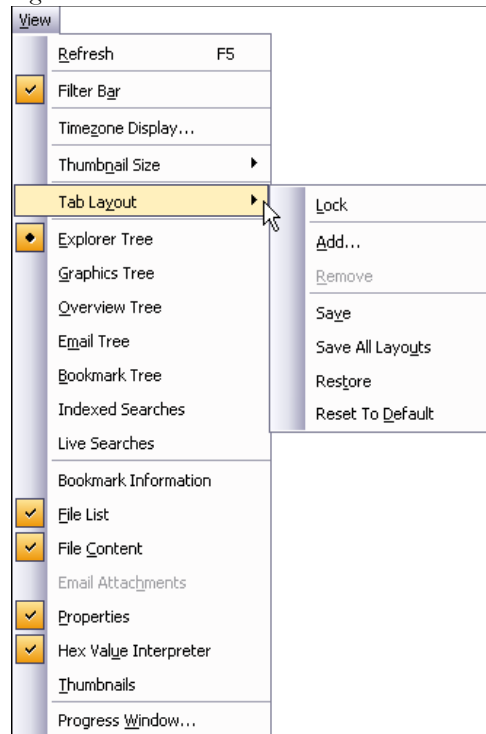 View
Refresh F5
Filter Bar
Timezone Display...
Thumbnail Size
Tab Layout
Explorer Tree
Graphics Tree
Overview Tree
Email Tree
Bookmark Tree
Indexed Searches
Live Searches
Bookmark Information
File List
File Content
Email Attachments
Properties
Hex Value Interpreter
Thumbnails
Progress Window...
Lock
Add...
Remove
Save
Save All Layouts
Restore
Reset To Default